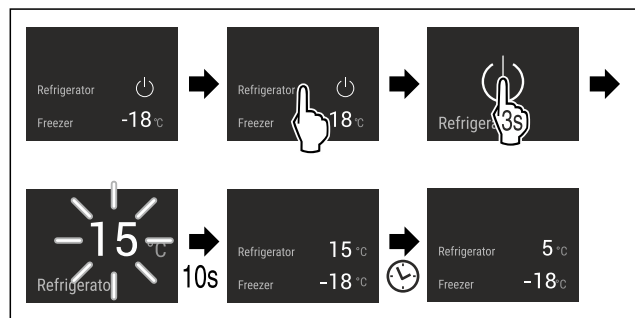 Refrigerator
Freezer -18 °C
Refrigerator
Freezer 18 °C
Refrigera 3s
15 °C
Refrigerato
10s
Refrigerator 15 °C
Freezer -18 °C
Refrigerator 5 °C
Freezer -18°C